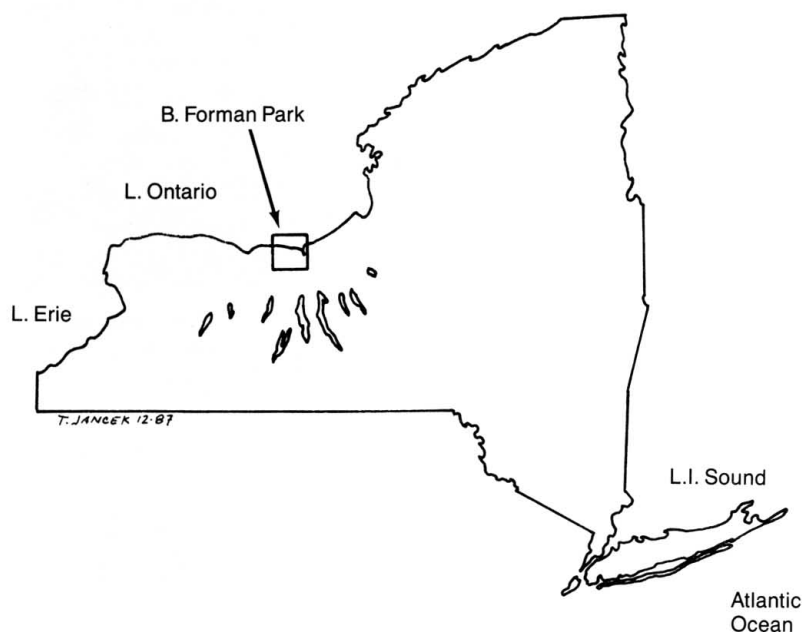 B. Forman Park
L. Ontario
L. Erie
T. JANCEK 12-87
L.I. Sound
Atlantic
Ocean